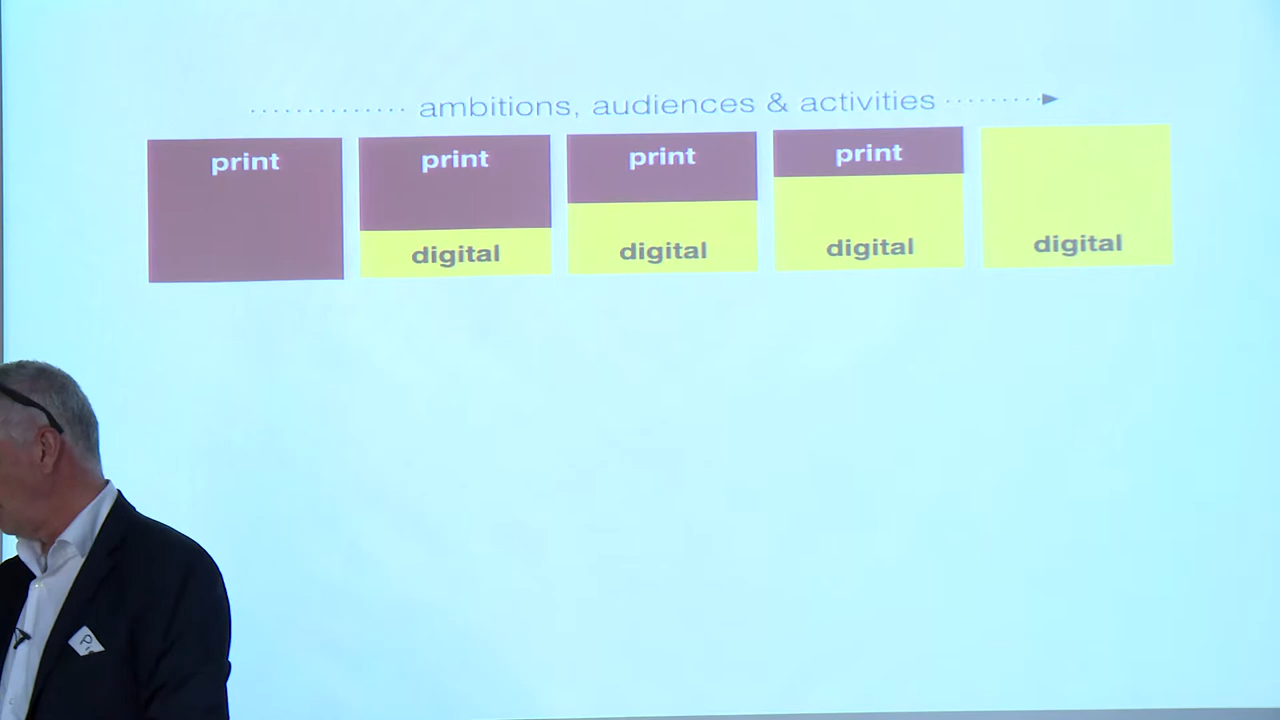 ambitions, audiences & activities
print print print print
digital digital digital digital